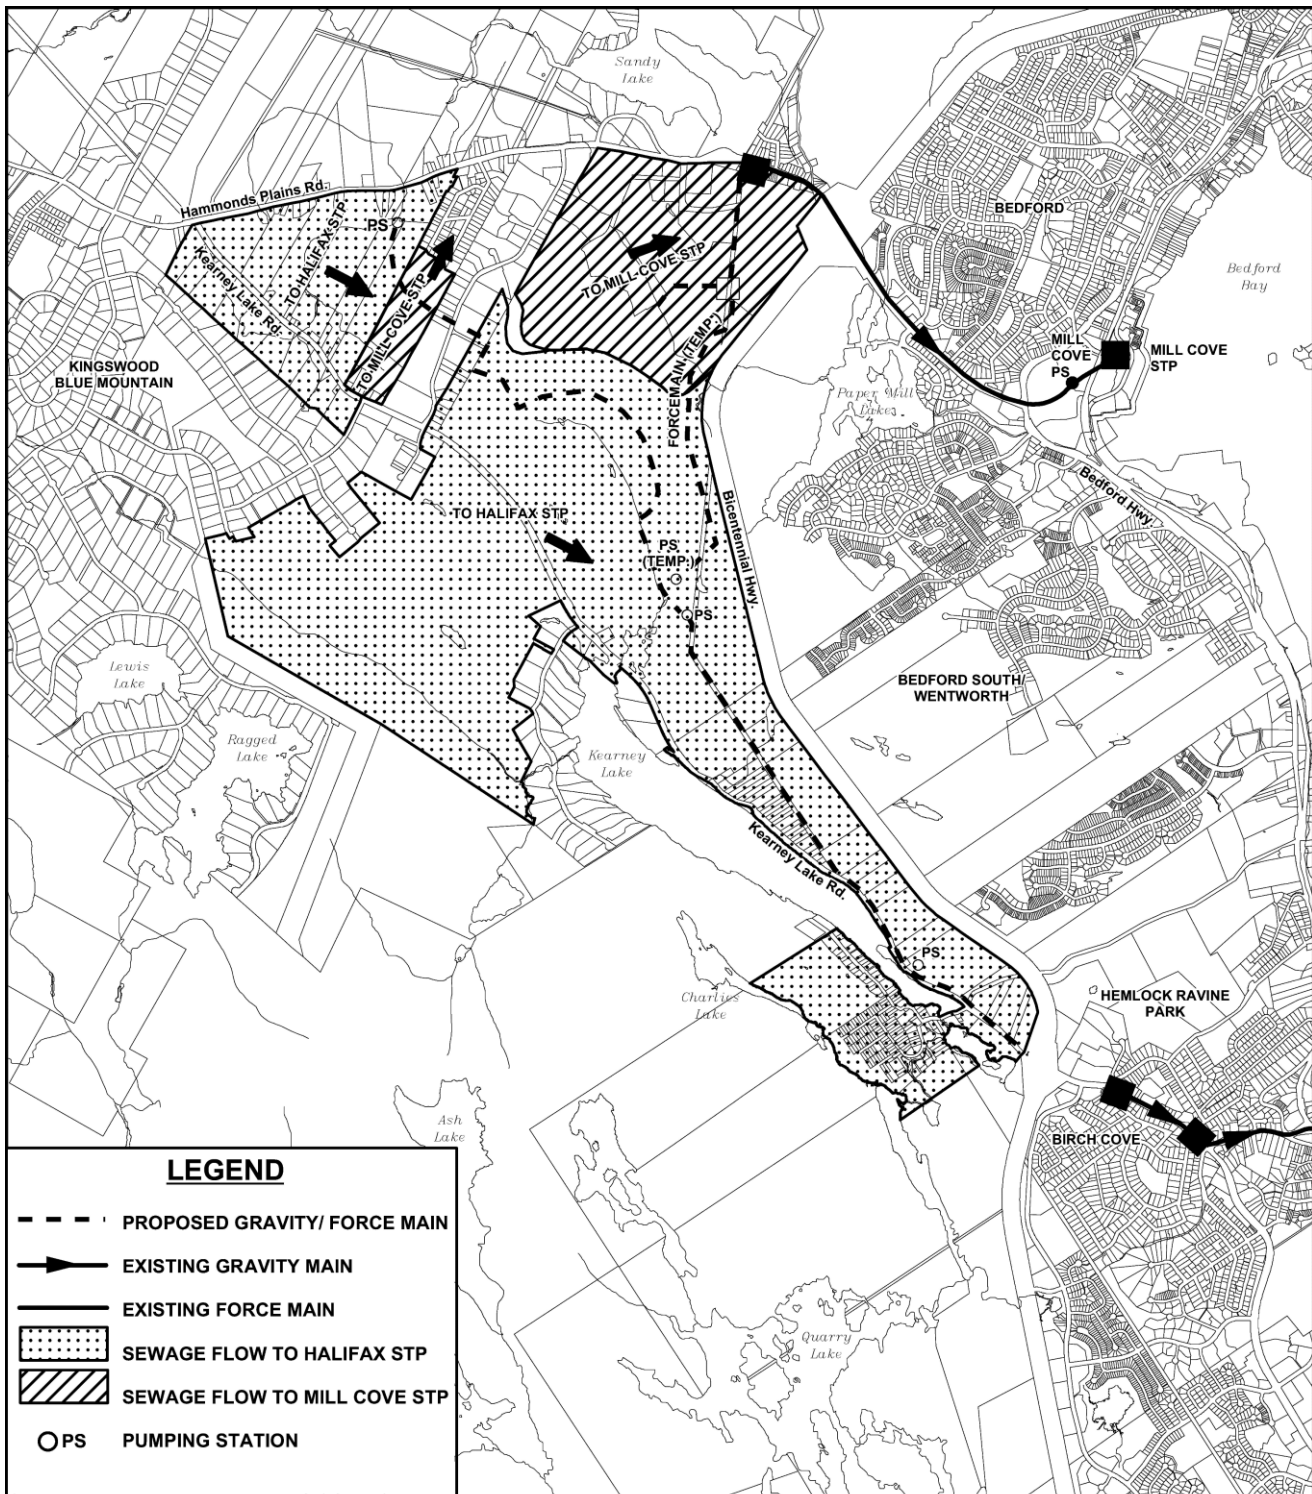 Sandy
Lake
Hammonds Plains Rd.
PS
BEDFORD
Kearney Lake Rd.
TO HALIFAX STP
TO MILL COVE STP
TO MILL COVE STP
Bedford
Bay
KINGSWOOD
BLUE MOUNTAIN
FORCEMAIN (TEMP.)
MILL
COVE
PS
MILL COVE
STP
Paper Mill
Lake
Bedford Hwy.
TO HALIFAX STP
Bicentennial Hwy.
PS
(TEMP.)
PS
Lewis
Lake
BEDFORD SOUTH/
WENTWORTH
Ragged
Lake
Kearney
Lake
Kearney Lake Rd.
PS
Charlies
Lake
HEMLOCK RAVINE
PARK
Ash
Lake
BIRCH COVE
Quarry
Lake
LEGEND
PROPOSED GRAVITY/ FORCE MAIN
EXISTING GRAVITY MAIN
EXISTING FORCE MAIN
SEWAGE FLOW TO HALIFAX STP
SEWAGE FLOW TO MILL COVE STP
PS PUMPING STATION